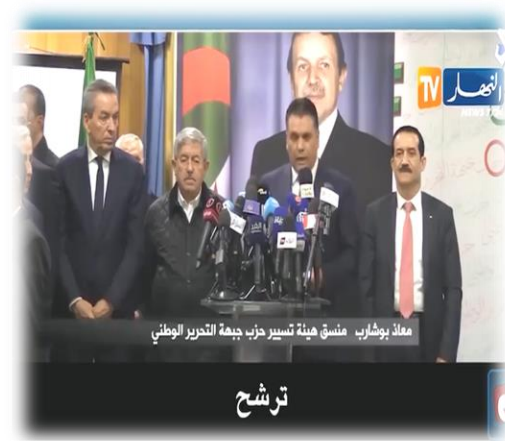 النهار TV
معاذ بوشارب منسق هيئة تسيير حزب جبهة التحرير الوطني
ترشح